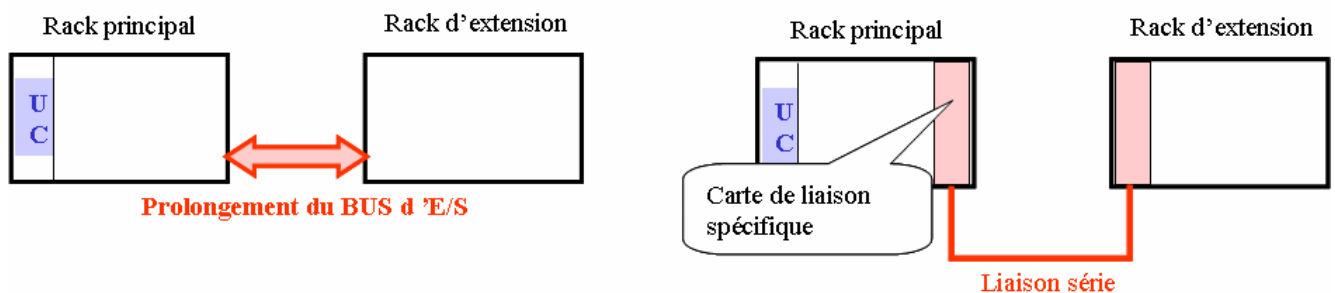 Rack principal
Rack d’extension
U
C
Prolongement du BUS d ’E/S
Rack principal
Rack d’extension
U
C
Carte de liaison
spécifique
Liaison série